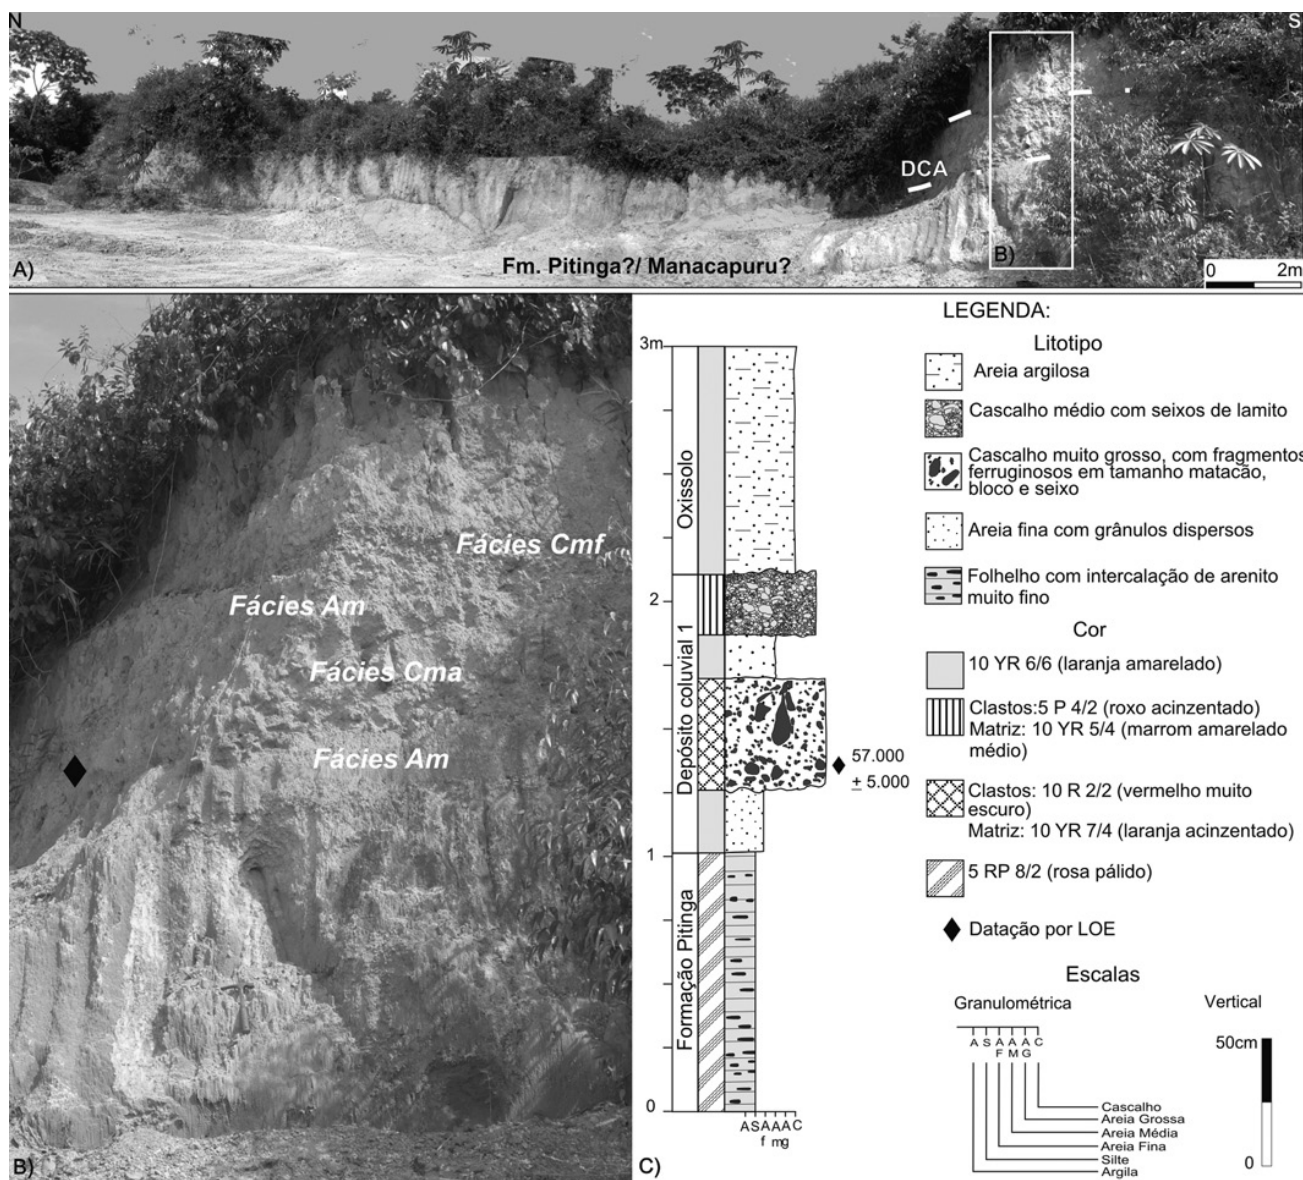 N
S
DCA
A)
Fm. Pitinga?/ Manacapuru?
B)
0 2m
Fácies Cmf
Fácies Am
Fácies Cma
Fácies Am
B)
3m
2
1
0
Oxissolo
Depósito coluvial 1
Formação Pitinga
57.000
± 5.000
A S A A A C
f m g
C)
LEGENDA:
Litotipo
Areia argilosa
Cascalho médio com seixos de lamito
Cascalho muito grosso, com fragmentos
ferruginosos em tamanho matacão,
bloco e seixo
Areia fina com grânulos dispersos
Folhelho com intercalação de arenito
muito fino
Cor
10 YR 6/6 (laranja amarelado)
Clastos:5 P 4/2 (roxo acinzentado)
Matriz: 10 YR 5/4 (marrom amarelado
médio)
Clastos: 10 R 2/2 (vermelho muito
escuro)
Matriz: 10 YR 7/4 (laranja acinzentado)
5 RP 8/2 (rosa pálido)
Datação por LOE
Escalas
Granulométrica
A S A A A C
F M G
Cascalho
Areia Grossa
Areia Média
Areia Fina
Silte
Argila
Vertical
50cm
0